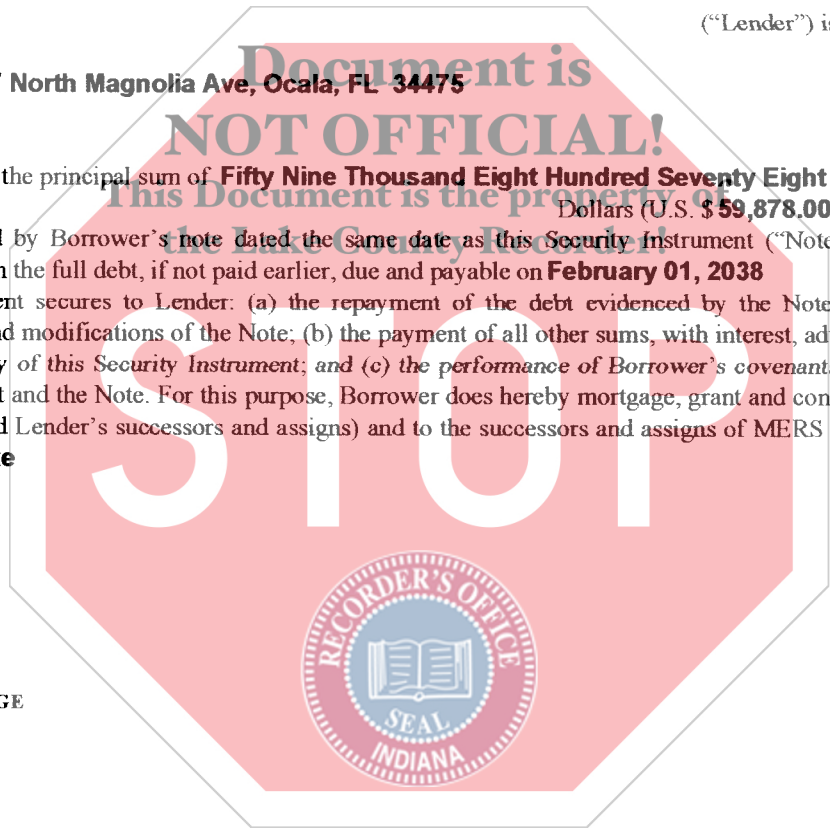 ("Lender") is
Document is
North Magnolia Ave, Ocala, FL 34475
NOT OFFICIAL!
the principal sum of Fifty Nine Thousand Eight Hundred Seventy Eight
This Document is the property of
Dollars (U.S. $59,878.00
by Borrower's note dated the same date as this Security Instrument ("Note
the Lake County Recorder!
the full debt, if not paid earlier, due and payable on February 01, 2038
ent secures to Lender: (a) the repayment of the debt evidenced by the Note
d modifications of the Note; (b) the payment of all other sums, with interest, ad
y of this Security Instrument; and (c) the performance of Borrower's covenant
t and the Note. For this purpose, Borrower does hereby mortgage, grant and con
d Lender's successors and assigns) and to the successors and assigns of MERS
e
STOP
RECORDER'S OFFICE
SEAL
INDIANA
GE